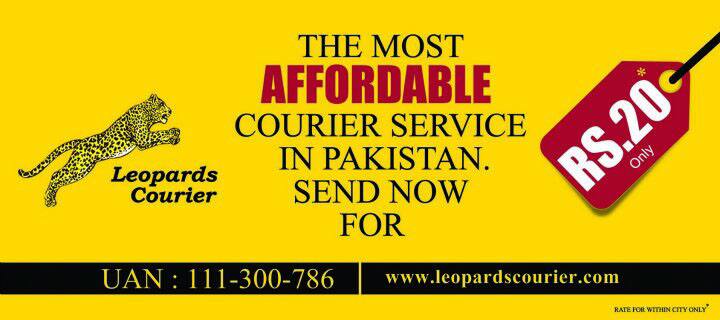 Leopards
Courier
THE MOST
AFFORDABLE
COURIER SERVICE
IN PAKISTAN.
SEND NOW
FOR
RS.20*
Only
UAN : 111-300-786
www.leopardscourier.com
RATE FOR WITHIN CITY ONLY*